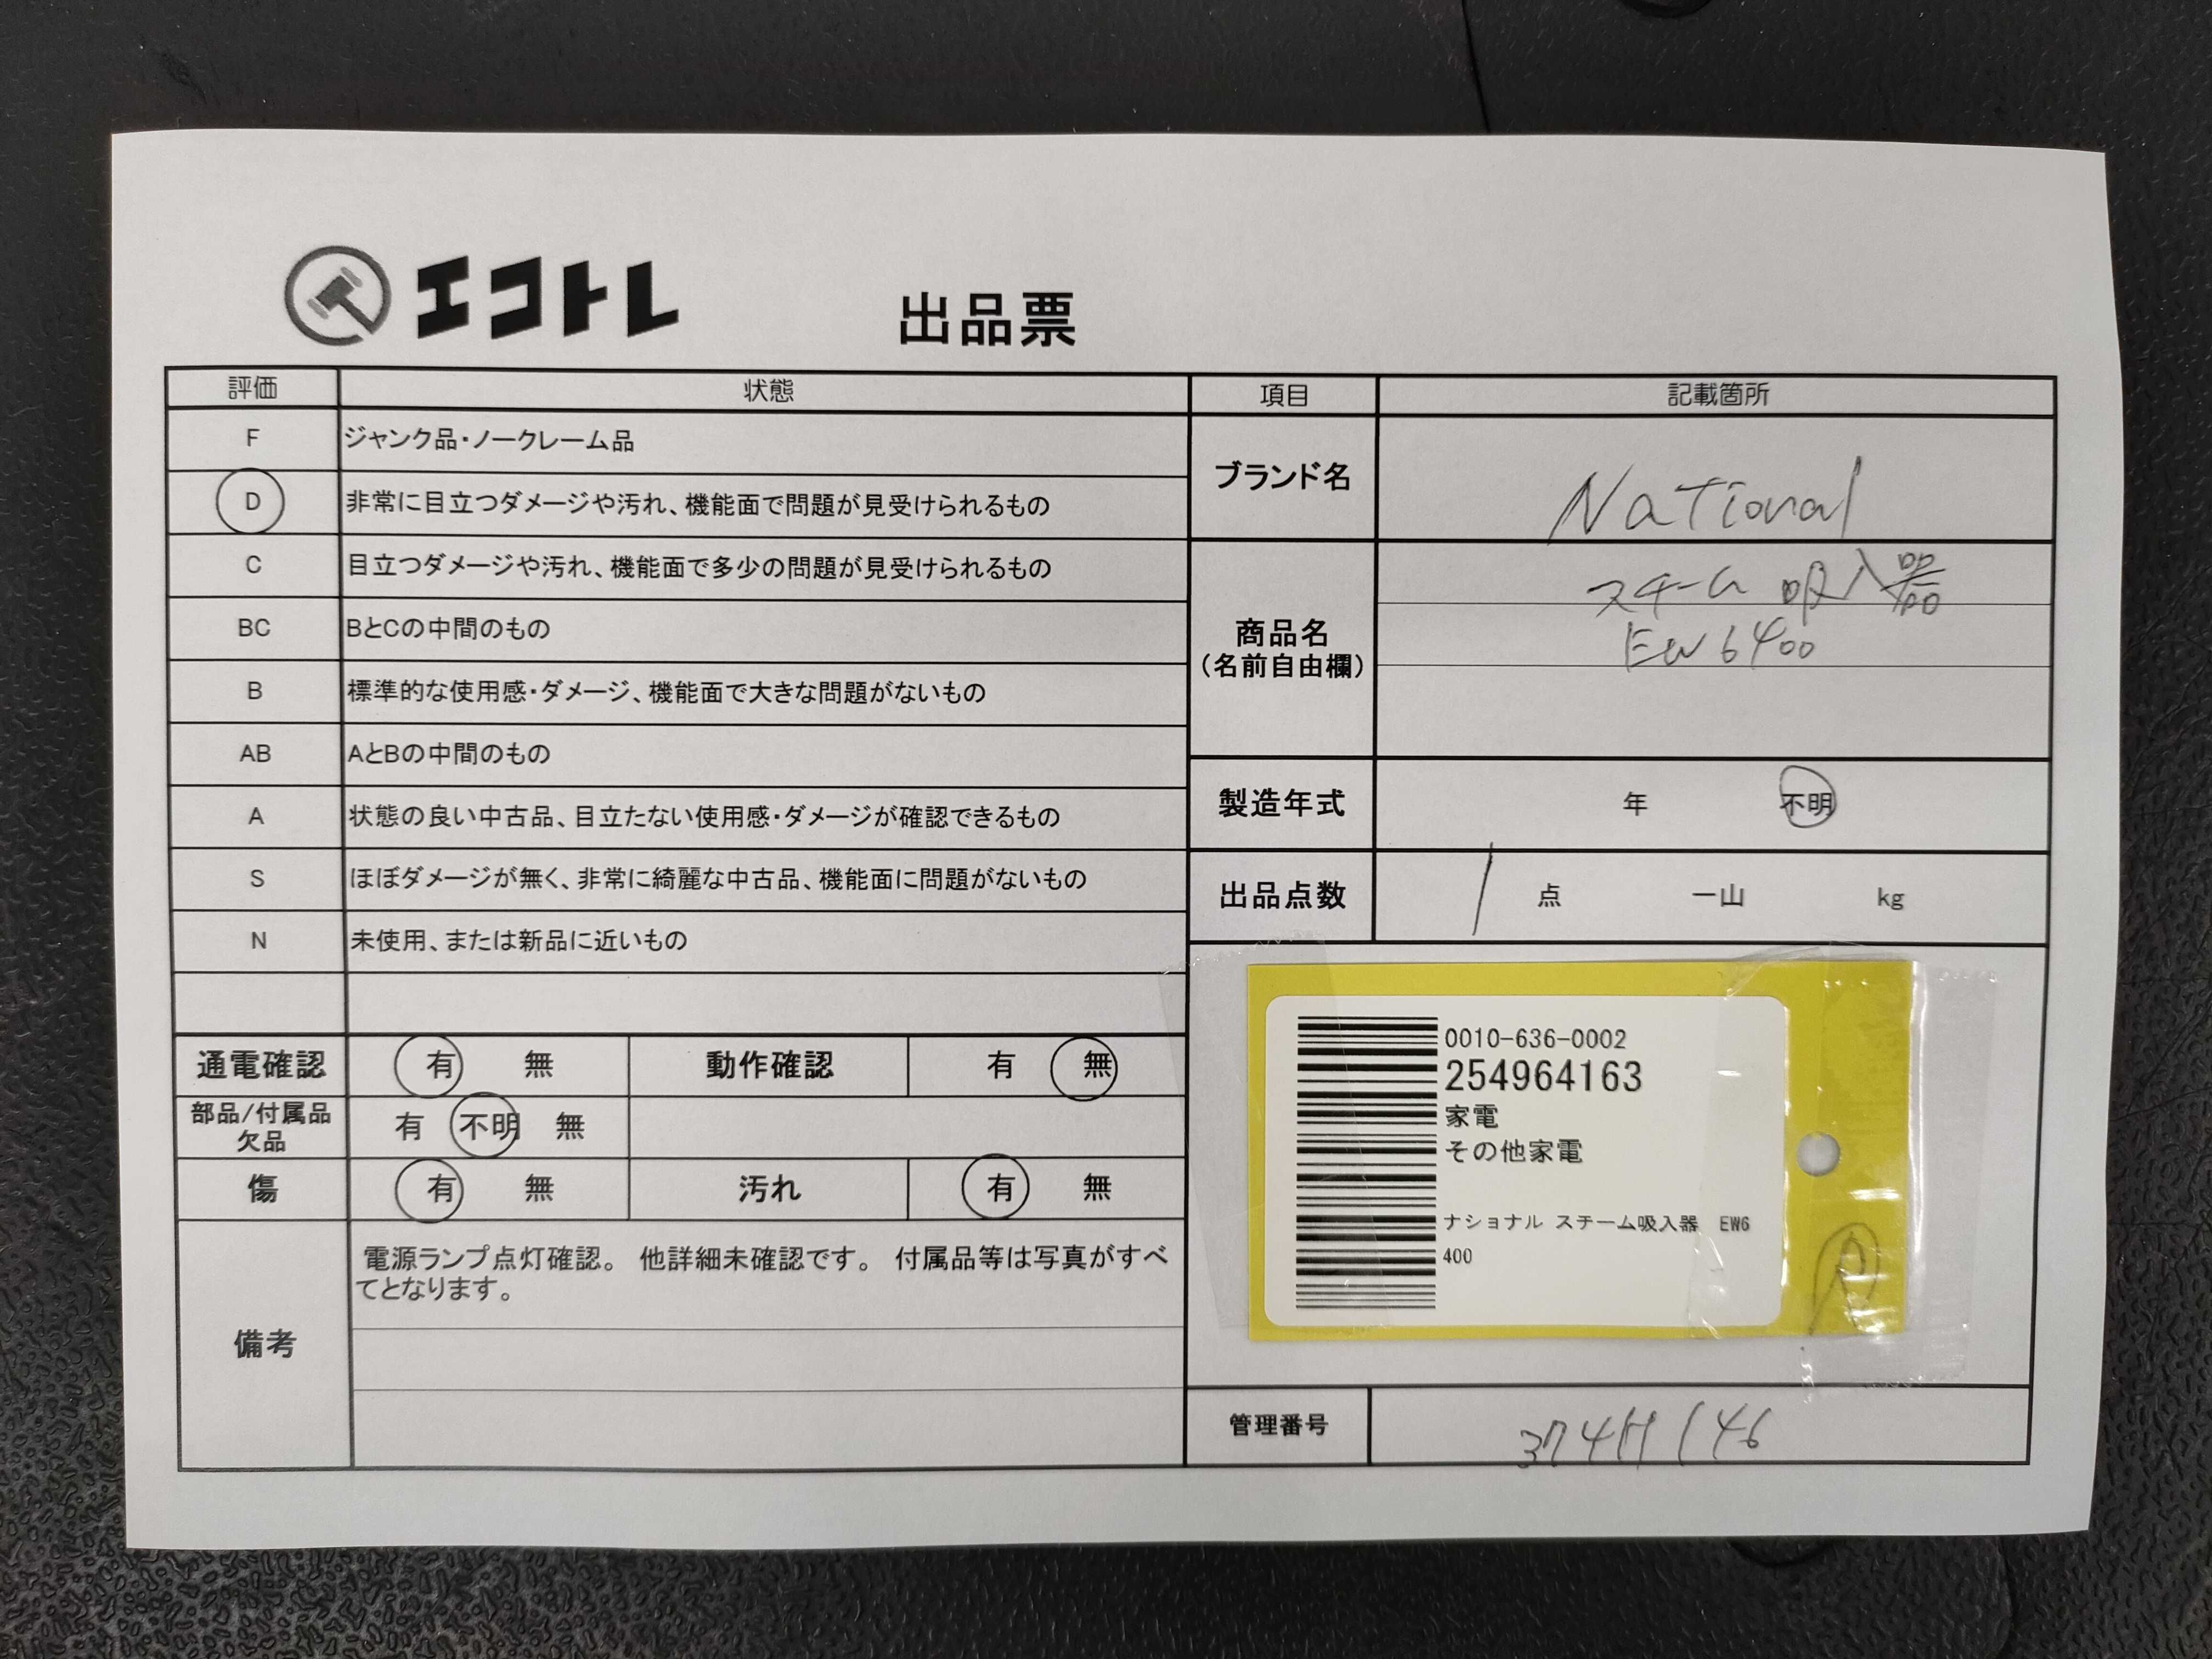 エコトレ
出品票
評価 状態
F ジャンク品・ノークレーム品
D 非常に目立つダメージや汚れ、機能面で問題が見受けられるもの
C 目立つダメージや汚れ、機能面で多少の問題が見受けられるもの
BC BとCの中間のもの
B 標準的な使用感・ダメージ、機能面で大きな問題がないもの
AB AとBの中間のもの
A 状態の良い中古品、目立たない使用感・ダメージが確認できるもの
S ほぼダメージが無く、非常に綺麗な中古品、機能面に問題がないもの
N 未使用、または新品に近いもの
通電確認 有 無 動作確認 有 無
部品/付属品
欠品 有 不明 無
傷 有 無 汚れ 有 無
備考
電源ランプ点灯確認。 他詳細未確認です。 付属品等は写真がすべ
てとなります。
項目 記載箇所
ブランド名 National
商品名
(名前自由欄)
スチーム 吸入器
EW6400
製造年式 年 不明
出品点数 1 点 一山 kg
0010-636-0002
254964163
家電
その他家電
ナショナル スチーム吸入器 EW6
400
管理番号 374H146